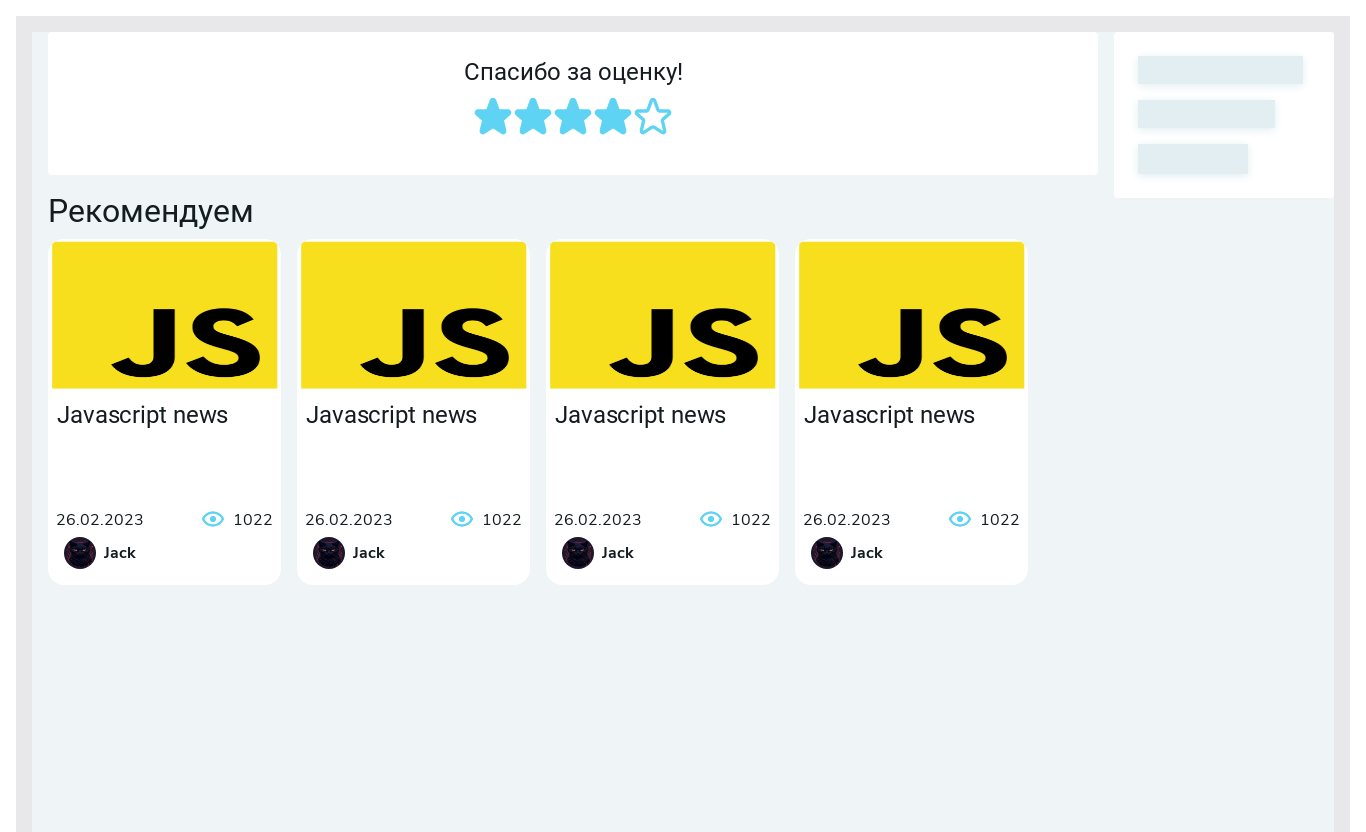 Спасибо за оценку!
Рекомендуем
JS JS JS JS
Javascript news Javascript news Javascript news Javascript news
26.02.2023 1022 26.02.2023 1022 26.02.2023 1022 26.02.2023 1022
Jack Jack Jack Jack